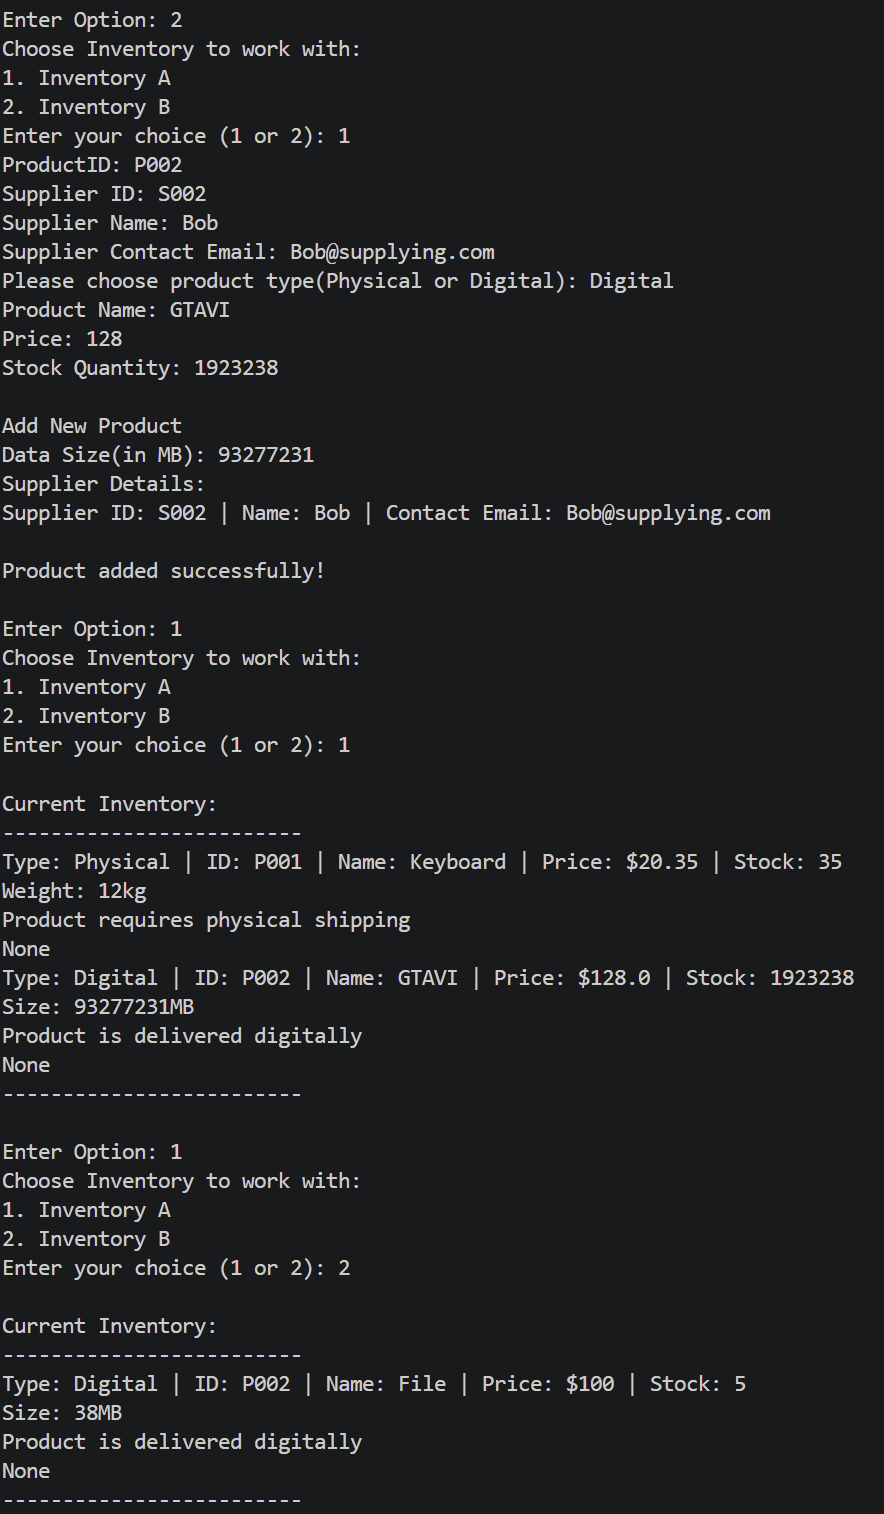 Enter Option: 2
Choose Inventory to work with:
1. Inventory A
2. Inventory B
Enter your choice (1 or 2): 1
ProductID: P002
Supplier ID: S002
Supplier Name: Bob
Supplier Contact Email: Bob@supplying.com
Please choose product type(Physical or Digital): Digital
Product Name: GTAVI
Price: 128
Stock Quantity: 1923238

Add New Product
Data Size(in MB): 93277231
Supplier Details:
Supplier ID: S002 | Name: Bob | Contact Email: Bob@supplying.com

Product added successfully!

Enter Option: 1
Choose Inventory to work with:
1. Inventory A
2. Inventory B
Enter your choice (1 or 2): 1

Current Inventory:
-------------------------
Type: Physical | ID: P001 | Name: Keyboard | Price: $20.35 | Stock: 35
Weight: 12kg
Product requires physical shipping
None
Type: Digital | ID: P002 | Name: GTAVI | Price: $128.0 | Stock: 1923238
Size: 93277231MB
Product is delivered digitally
None
-------------------------

Enter Option: 1
Choose Inventory to work with:
1. Inventory A
2. Inventory B
Enter your choice (1 or 2): 2

Current Inventory:
-------------------------
Type: Digital | ID: P002 | Name: File | Price: $100 | Stock: 5
Size: 38MB
Product is delivered digitally
None
-------------------------